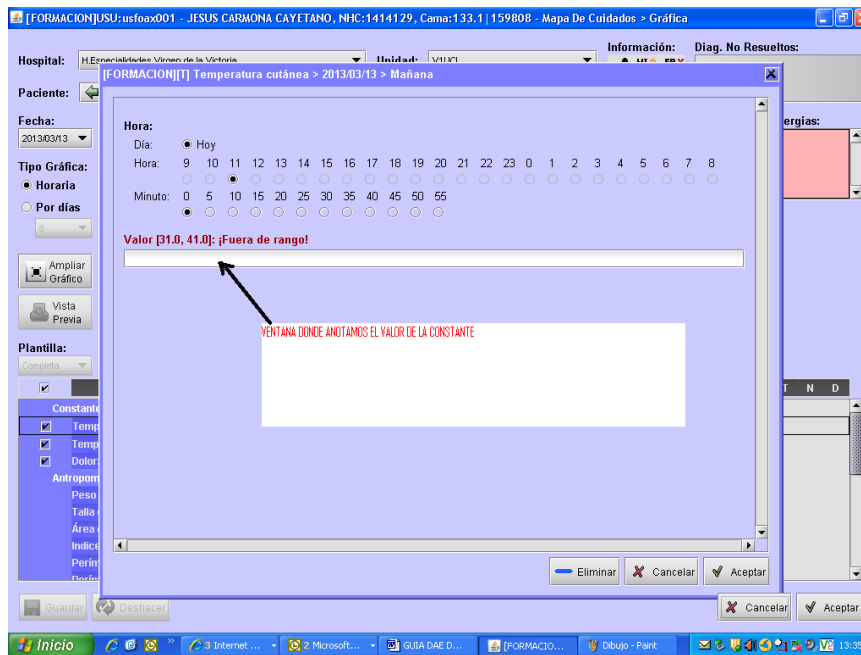 [FORMACION]USU: usfoax001 - JESUS CARMONA CAYETANO, NHC:1414129, Cama:133.1 | 159808 - Mapa De Cuidados > Gráfica
Información: Diag. No Resueltos:
Hospital: H.Especialidades Virgen de la Victoria Unidad: V1UCI
[FORMACION][T] Temperatura cutánea > 2013/03/13 > Mañana
Paciente:
Fecha: ergias:
2013/03/13
Hora:
Día: Hoy
Tipo Gráfica:
Hora: 9 10 11 12 13 14 15 16 17 18 19 20 21 22 23 0 1 2 3 4 5 6 7 8
Horaria
Minuto: 0 5 10 15 20 25 30 35 40 45 50 55
Por días
8
Valor [31.0, 41.0]: ¡Fuera de rango!
Ampliar
Gráfico
Vista
Previa
VENTANA DONDE ANOTAMOS EL VALOR DE LA CONSTANTE
Plantilla:
Completa
T N D
Constant
Temp
Temp
Dolor:
Antropom
Peso
Talla
Área
Indice
Perím
Eliminar Cancelar Aceptar
Guardar Deshacer Cancelar Aceptar
Inicio 3 Internet ... 2 Microsoft... GUIA DAE D... [FORMACIO... Dibujo - Paint 13:35